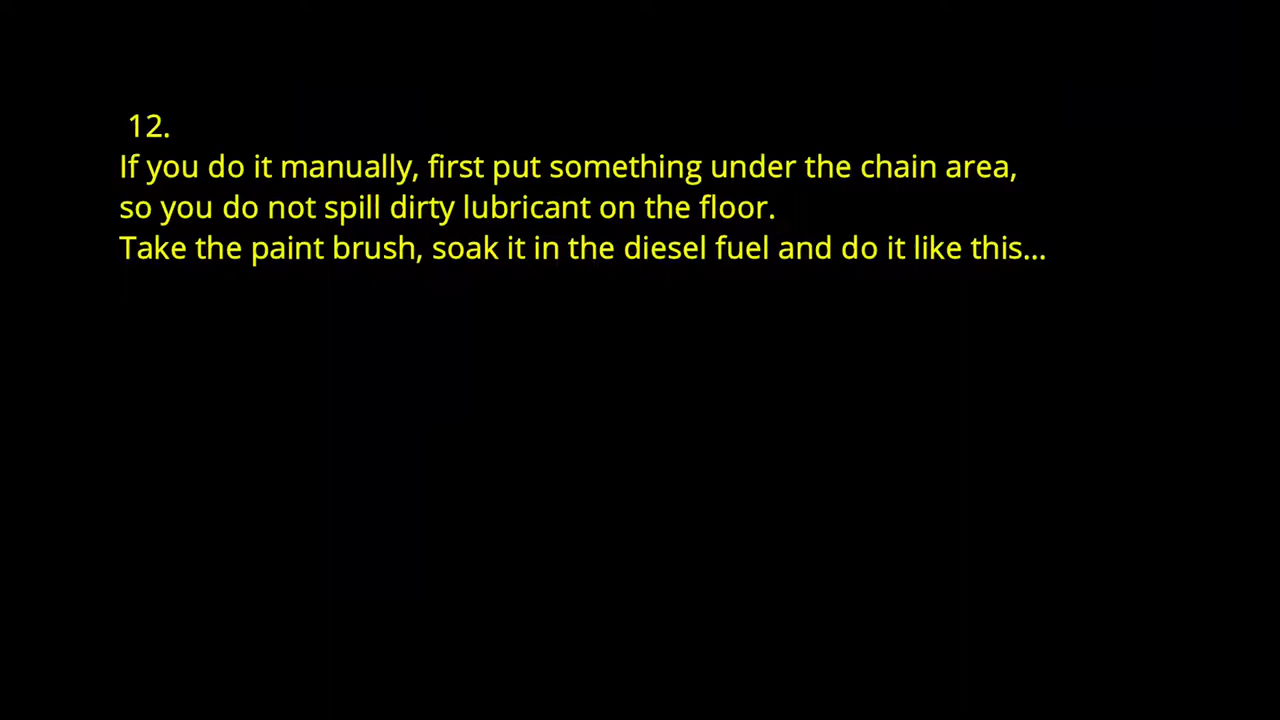 12.
If you do it manually, first put something under the chain area,
so you do not spill dirty lubricant on the floor.
Take the paint brush, soak it in the diesel fuel and do it like this...